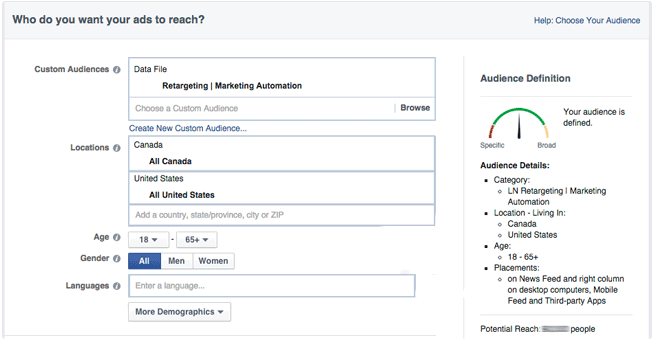 Who do you want your ads to reach?
Help: Choose Your Audience
Custom Audiences
Data File
Retargeting | Marketing Automation
Choose a Custom Audience
Browse
Create New Custom Audience...
Locations
Canada
All Canada
United States
All United States
Add a country, state/province, city or ZIP
Age
18 - 65+
Gender
All Men Women
Languages
Enter a language...
More Demographics
Audience Definition
Specific Broad
Your audience is
defined.
Audience Details:
Category:
LN Retargeting | Marketing
Automation
Location - Living In:
Canada
United States
Age:
18 - 65+
Placements:
on News Feed and right column
on desktop computers, Mobile
Feed and Third-party Apps
Potential Reach: people